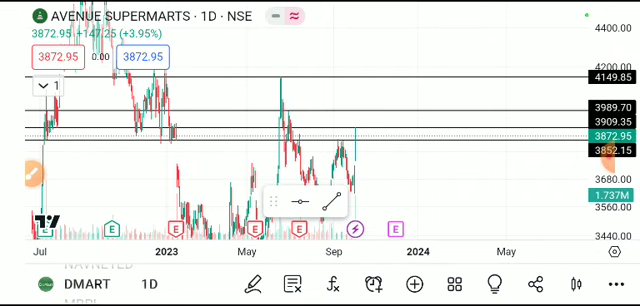 AVENUE SUPERMARTS · 1D · NSE
3872.95 +147.25 (+3.95%)
3872.95 0.00 3872.95
1
4400.00
4200.00
4149.85
3989.70
3909.35
3872.95
3852.15
3680.00
1.737M
3560.00
3440.00
E E E E E E
Jul 2023 May Sep 2024 May
NAVNETED
DMART 1D
MRPL